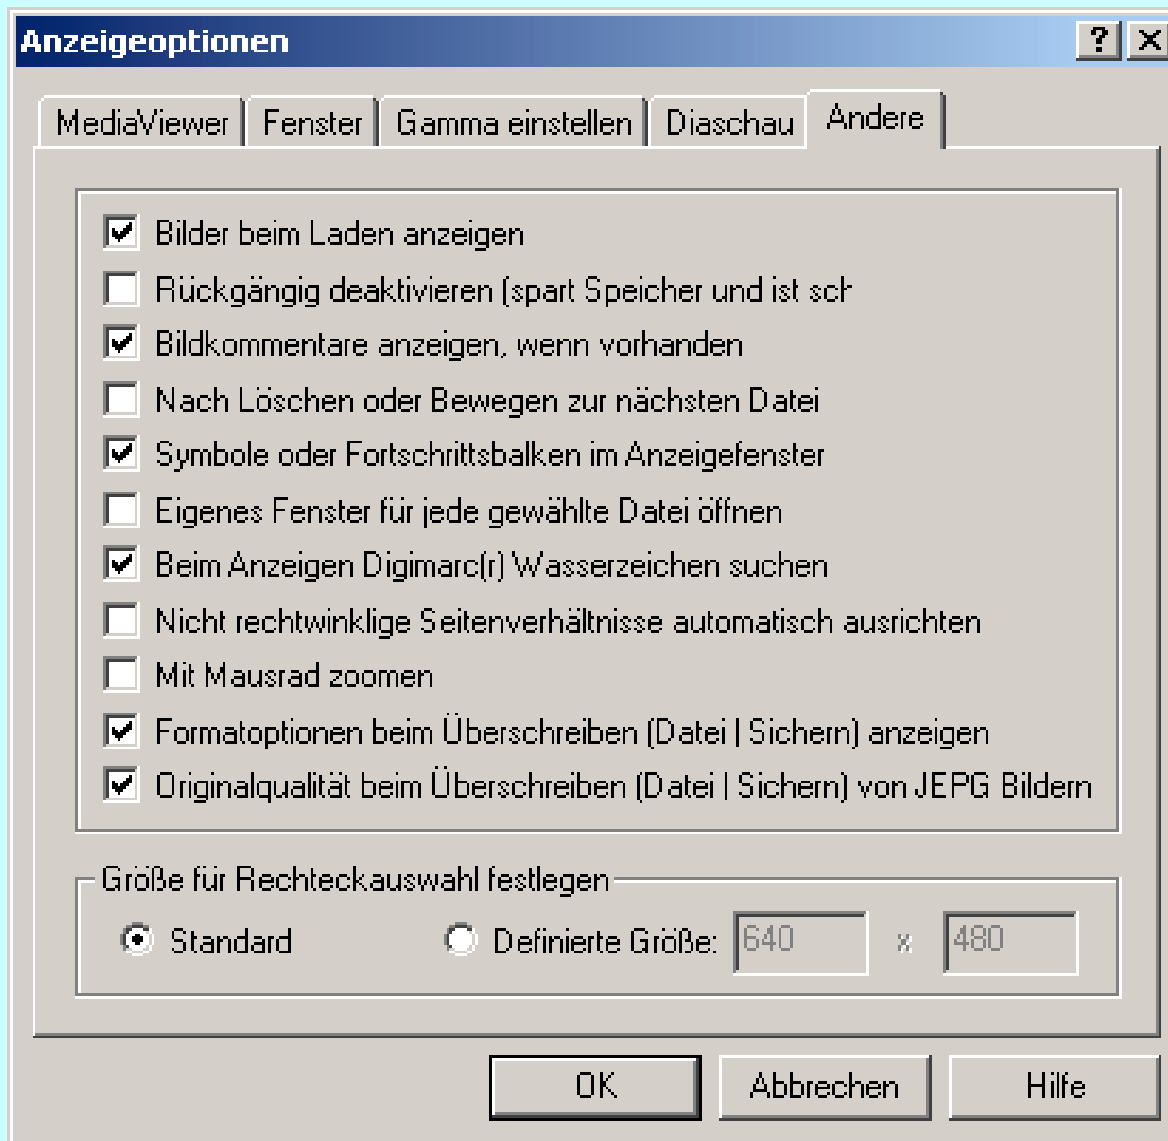 Anzeigeoptionen
MediaViewer Fenster Gamma einstellen Diaschau Andere
Bilder beim Laden anzeigen
Rückgängig deaktivieren (spart Speicher und ist sch
Bildkommentare anzeigen, wenn vorhanden
Nach Löschen oder Bewegen zur nächsten Datei
Symbole oder Fortschrittsbalken im Anzeigefenster
Eigenes Fenster für jede gewählte Datei öffnen
Beim Anzeigen Digimarc(r) Wasserzeichen suchen
Nicht rechtwinklige Seitenverhältnisse automatisch ausrichten
Mit Mausrad zoomen
Formatoptionen beim Überschreiben (Datei | Sichern) anzeigen
Originalqualität beim Überschreiben (Datei | Sichern) von JEPG Bildern
Größe für Rechteckauswahl festlegen
Standard Definierte Größe: 640 x 480
OK Abbrechen Hilfe